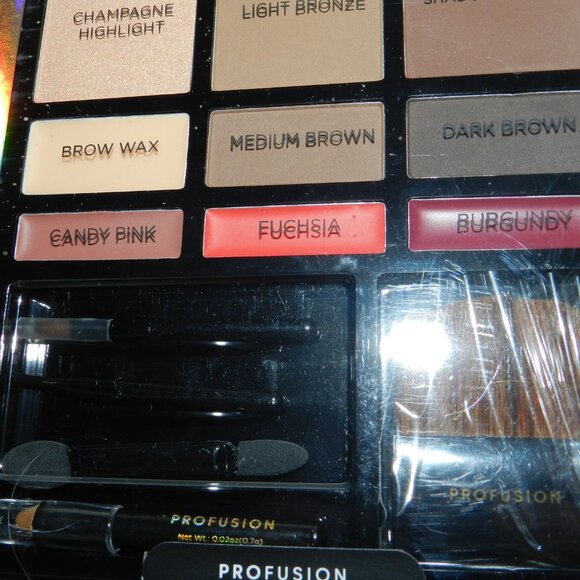 CHAMPAGNE
HIGHLIGHT
LIGHT BRONZE
BROW WAX
MEDIUM BROWN
DARK BROWN
CANDY PINK
FUCHSIA
BURGUNDY
PROFUSION
PROFUSION
Net Wt : 0.02oz(0.7g)
PROFUSION